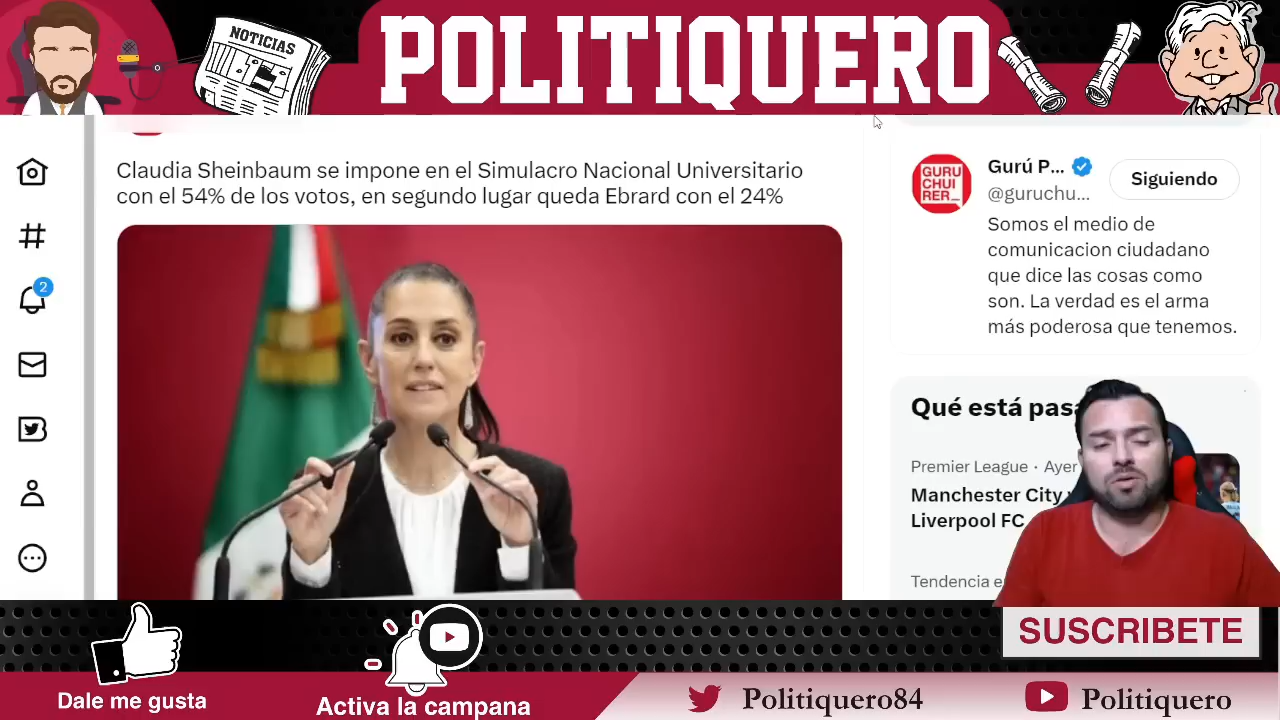 NOTICIAS
POLITIQUERO
Claudia Sheinbaum se impone en el Simulacro Nacional Universitario
con el 54% de los votos, en segundo lugar queda Ebrard con el 24%
2
GURU
CHUI
RER_
Gurú P...
@guruchu...
Siguiendo
Somos el medio de
comunicacion ciudadano
que dice las cosas como
son. La verdad es el arma
más poderosa que tenemos.
Qué está
Premier League · Ayer
Manchester City
Liverpool FC
Tendencia
Dale me gusta
Activa la campana
SUSCRIBETE
Politiquero84
Politiquero